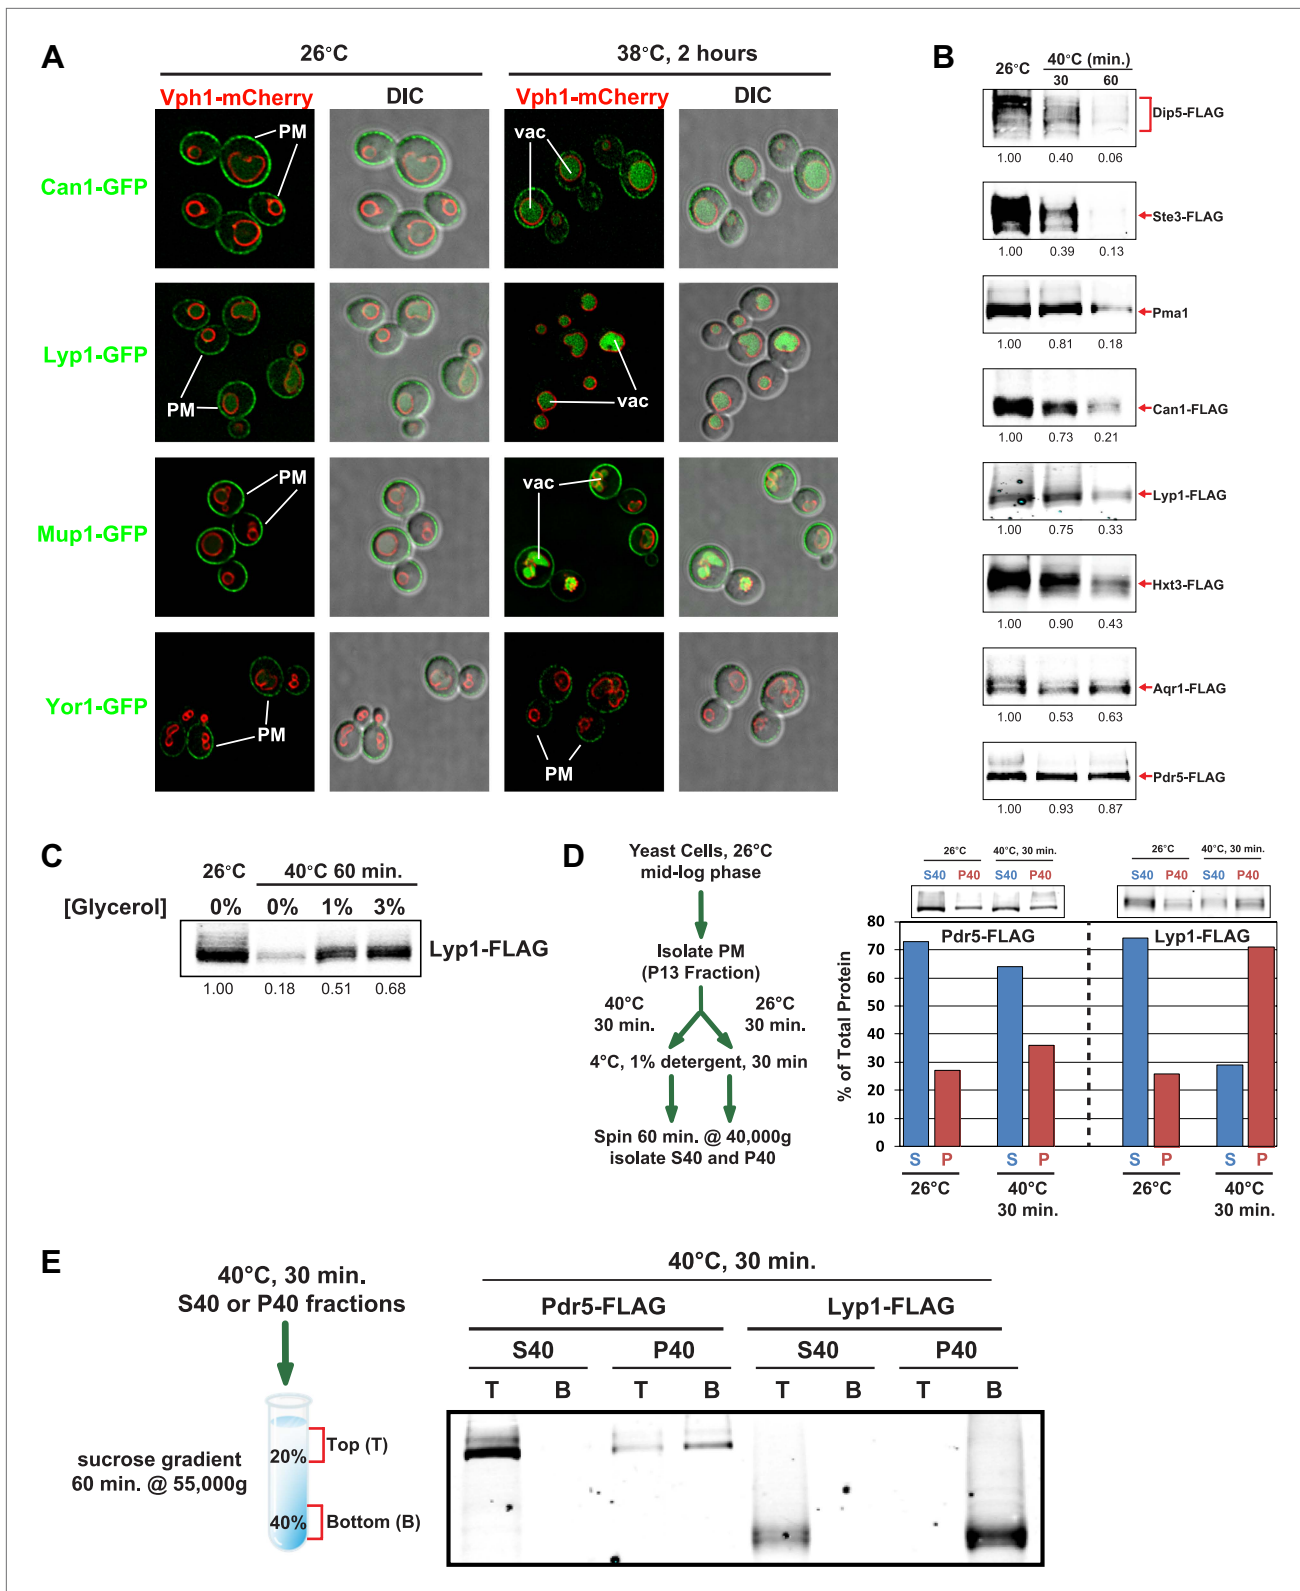 A
26°C
38°C, 2 hours
Vph1-mCherry
DIC
Vph1-mCherry
DIC
Can1-GFP
PM
vac
Lyp1-GFP
PM
vac
Mup1-GFP
PM
vac
Yor1-GFP
PM
PM
B
26°C
40°C (min.)
30
60
Dip5-FLAG
1.00
0.40
0.06
Ste3-FLAG
1.00
0.39
0.13
Pma1
1.00
0.81
0.18
Can1-FLAG
1.00
0.73
0.21
Lyp1-FLAG
1.00
0.75
0.33
Hxt3-FLAG
1.00
0.90
0.43
Aqr1-FLAG
1.00
0.53
0.63
Pdr5-FLAG
1.00
0.93
0.87
C
26°C
40°C 60 min.
[Glycerol]
0%
0%
1%
3%
Lyp1-FLAG
1.00
0.18
0.51
0.68
D
Yeast Cells, 26°C
mid-log phase
Isolate PM
(P13 Fraction)
40°C
30 min.
26°C
30 min.
4°C, 1% detergent, 30 min
Spin 60 min. @ 40,000g
isolate S40 and P40
26°C
40°C, 30 min.
S40
P40
S40
P40
26°C
40°C, 30 min.
S40
P40
S40
P40
Pdr5-FLAG
Lyp1-FLAG
% of Total Protein
80
70
60
50
40
30
20
10
0
S
P
S
P
S
P
S
P
26°C
40°C
30 min.
26°C
40°C
30 min.
E
40°C, 30 min.
S40 or P40 fractions
sucrose gradient
60 min. @ 55,000g
20%
Top (T)
40%
Bottom (B)
40°C, 30 min.
Pdr5-FLAG
Lyp1-FLAG
S40
P40
S40
P40
T
B
T
B
T
B
T
B